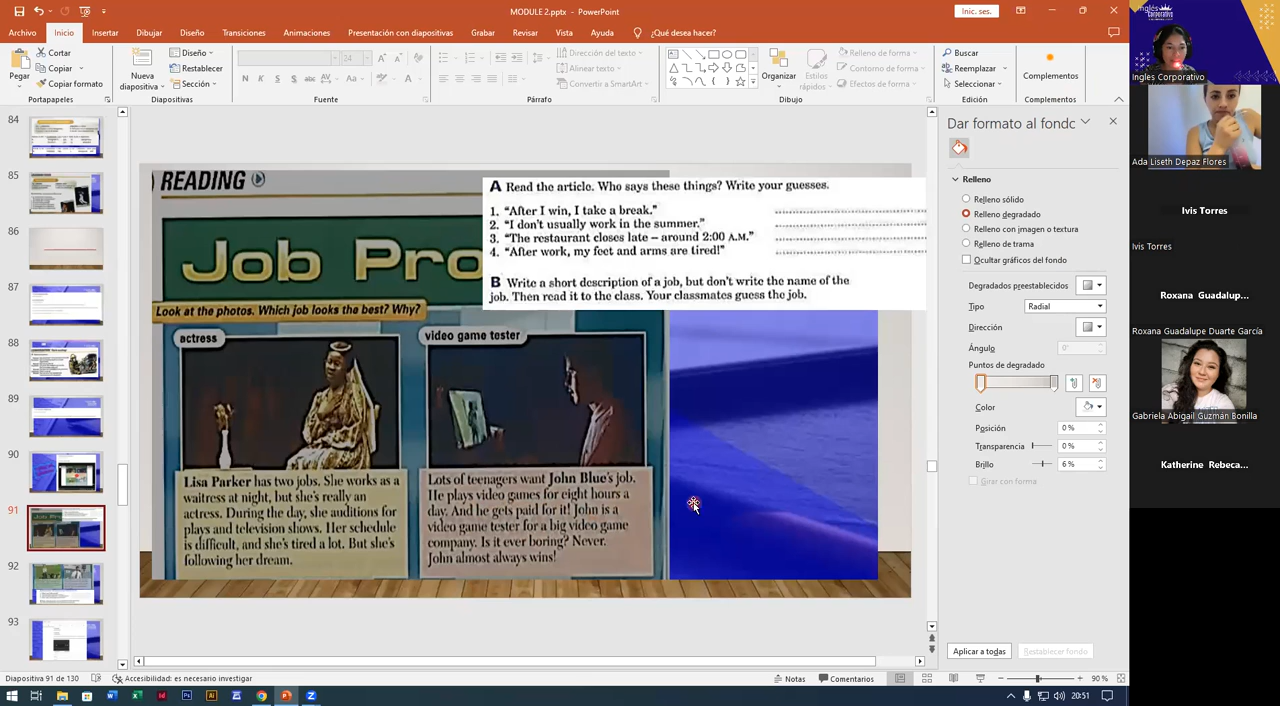 MODULE 2.pptx - PowerPoint
Inic. ses.
Archivo Inicio Insertar Dibujar Diseño Transiciones Animaciones Presentación con diapositivas Grabar Revisar Vista Ayuda ¿Qué desea hacer?
Pegar
Cortar
Copiar
Copiar formato
Portapapeles
Nueva
diapositiva
Diseño
Restablecer
Sección
Diapositivas
24
N K S S abc AV Aa A
Fuente
Dirección del texto
Alinear texto
Convertir a SmartArt
Párrafo
Organizar
Estilos
rápidos
Relleno de forma
Contorno de forma
Efectos de forma
Dibujo
Buscar
Reemplazar
Seleccionar
Edición
Complementos
Complementos
84
85
86
87
88
89
90
91
92
93
READING
Job Pro
Look at the photos. Which job looks the best? Why?
A Read the article. Who says these things? Write your guesses.
1. "After I win, I take a break."
2. "I don't usually work in the summer."
3. "The restaurant closes late – around 2:00 A.M."
4. "After work, my feet and arms are tired!"
B Write a short description of a job, but don't write the name of the
job. Then read it to the class. Your classmates guess the job.
actress
Lisa Parker has two jobs. She works as a
waitress at night, but she's really an
actress. During the day, she auditions for
plays and television shows. Her schedule
is difficult, and she's tired a lot. But she's
following her dream.
video game tester
Lots of teenagers want John Blue's job.
He plays video games for eight hours a
day. And he gets paid for it! John is a
video game tester for a big video game
company. Is it ever boring? Never.
John almost always wins!
Dar formato al fondo
Relleno
Relleno sólido
Relleno degradado
Relleno con imagen o textura
Relleno de trama
Ocultar gráficos del fondo
Degradados preestablecidos
Tipo Radial
Dirección
Ángulo 0°
Puntos de degradado
Color
Posición 0 %
Transparencia 0 %
Brillo 6 %
Girar con forma
Aplicar a todas Restablecer fondo
Inglés
Corporativo
Inglés Corporativo
Ada Liseth Depaz Flores
Ivis Torres
Ivis Torres
Roxana Guadalup...
Roxana Guadalupe Duarte García
Gabriela Abigail Guzmán Bonilla
Katherine Rebeca...
Diapositiva 91 de 130 Accesibilidad: es necesario investigar Notas Comentarios 90 %
20:51